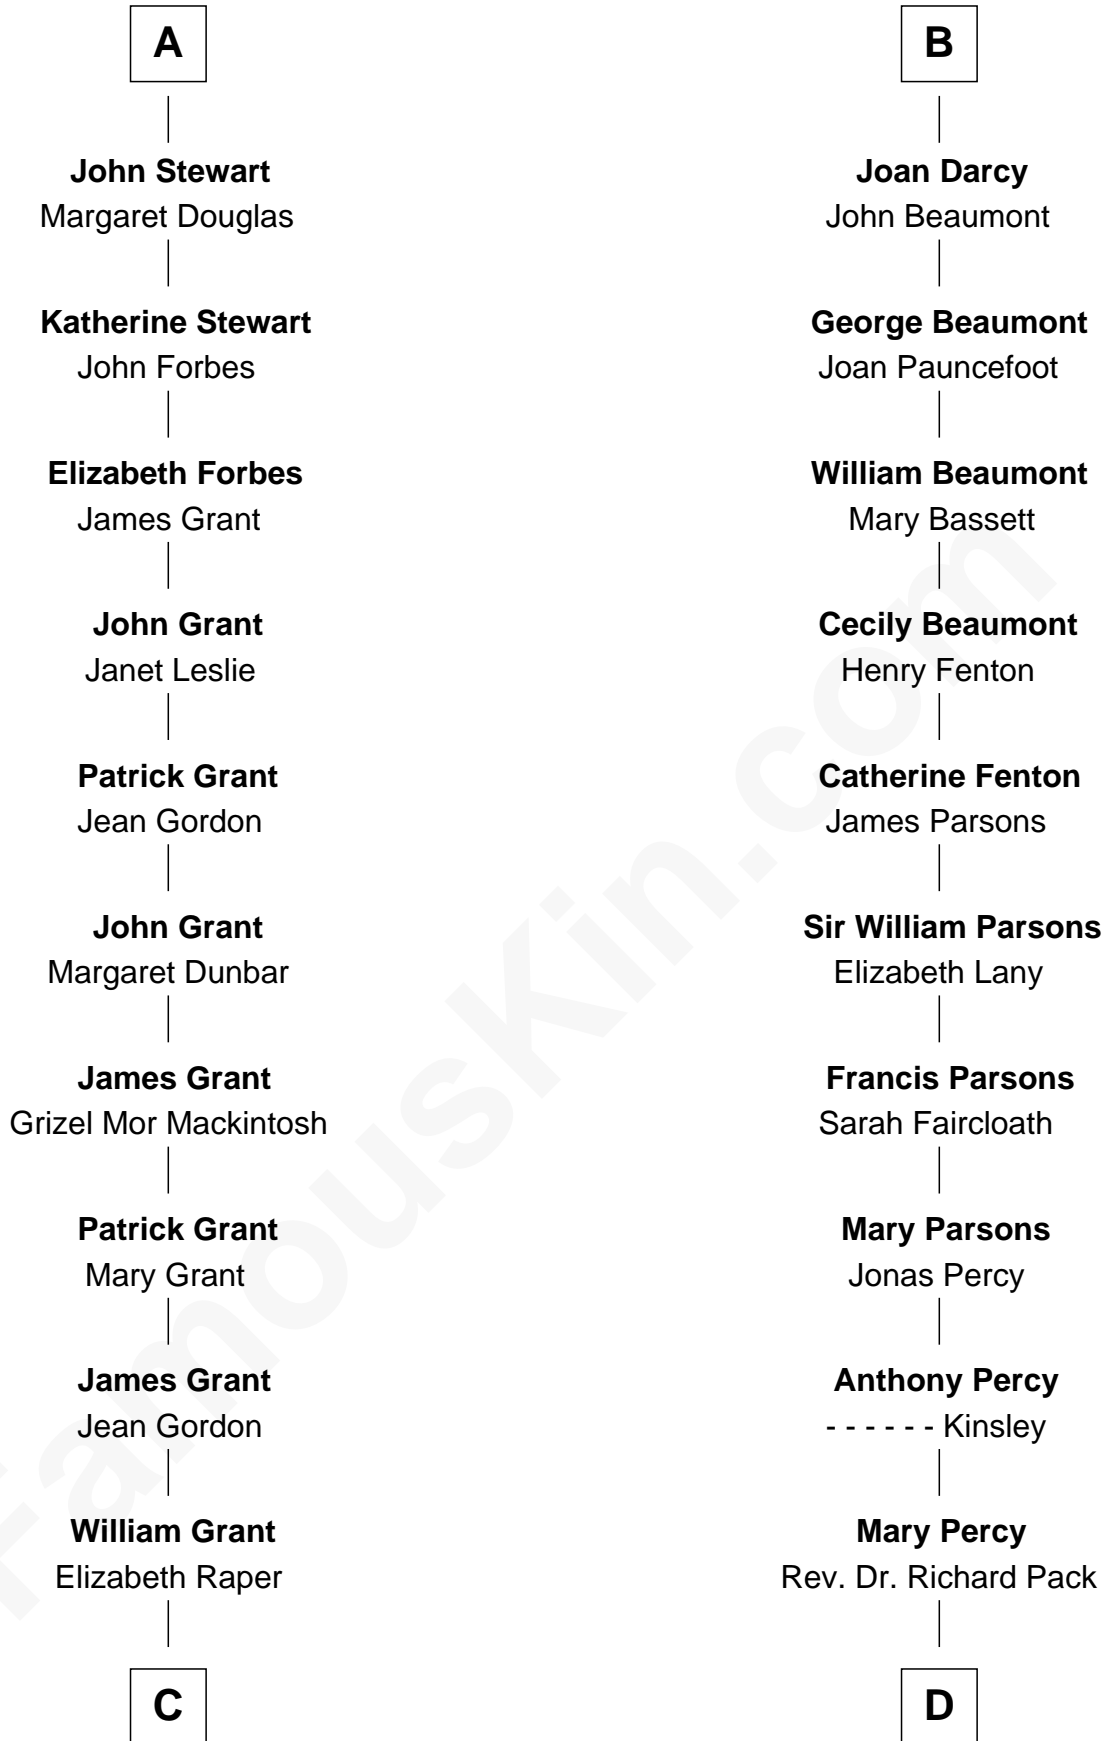 A
John Stewart
Margaret Douglas
Katherine Stewart
John Forbes
Elizabeth Forbes
James Grant
John Grant
Janet Leslie
Patrick Grant
Jean Gordon
John Grant
Margaret Dunbar
James Grant
Grizel Mor Mackintosh
Patrick Grant
Mary Grant
James Grant
Jean Gordon
William Grant
Elizabeth Raper
C
B
Joan Darcy
John Beaumont
George Beaumont
Joan Pauncefoot
William Beaumont
Mary Bassett
Cecily Beaumont
Henry Fenton
Catherine Fenton
James Parsons
Sir William Parsons
Elizabeth Lany
Francis Parsons
Sarah Faircloath
Mary Parsons
Jonas Percy
Anthony Percy
- - - - - - Kinsley
Mary Percy
Rev. Dr. Richard Pack
D
FamousKin.com